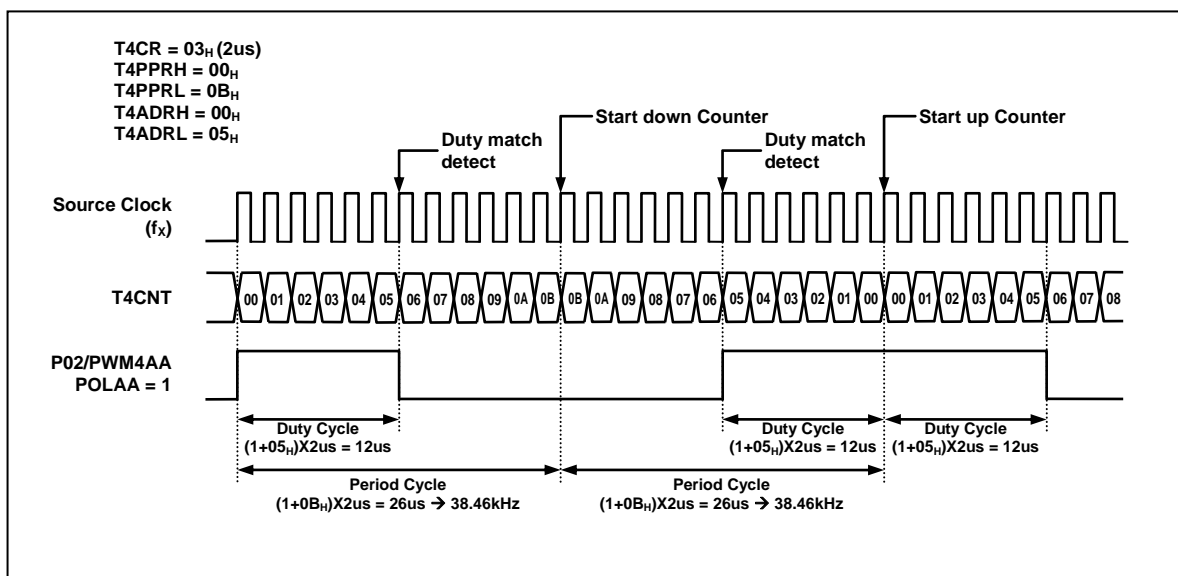 T4CR = 03H (2us)
T4PPRH = 00H
T4PPRL = 0BH
T4ADRH = 00H
T4ADRL = 05H
Duty match
detect
Start down Counter
Duty match
detect
Start up Counter
Source Clock
(fX)
T4CNT
00 01 02 03 04 05 06 07 08 09 0A 0B 0B 0A 09 08 07 06 05 04 03 02 01 00 00 01 02 03 04 05 06 07 08
P02/PWM4AA
POLAA = 1
Duty Cycle
(1+05H)X2us = 12us
Duty Cycle
(1+05H)X2us = 12us
Duty Cycle
(1+05H)X2us = 12us
Period Cycle
(1+0BH)X2us = 26us → 38.46kHz
Period Cycle
(1+0BH)X2us = 26us → 38.46kHz